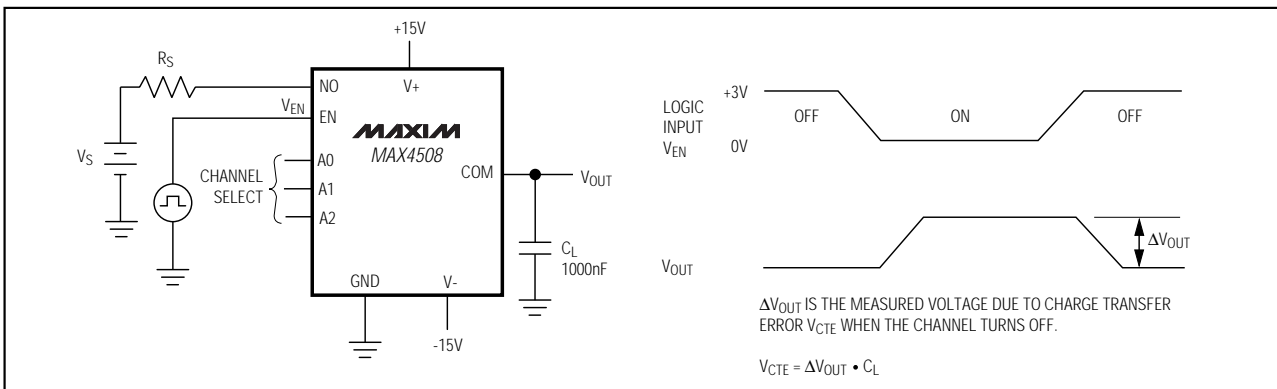 +15V
RS
NO
V+
VEN
EN
MAXIM
MAX4508
VS
A0
CHANNEL
SELECT
A1
A2
COM
VOUT
CL
1000nF
GND
V-
-15V
LOGIC
INPUT
VEN
+3V
0V
OFF
ON
OFF
VOUT
ΔVOUT
ΔVOUT IS THE MEASURED VOLTAGE DUE TO CHARGE TRANSFER
ERROR VCTE WHEN THE CHANNEL TURNS OFF.
VCTE = ΔVOUT • CL